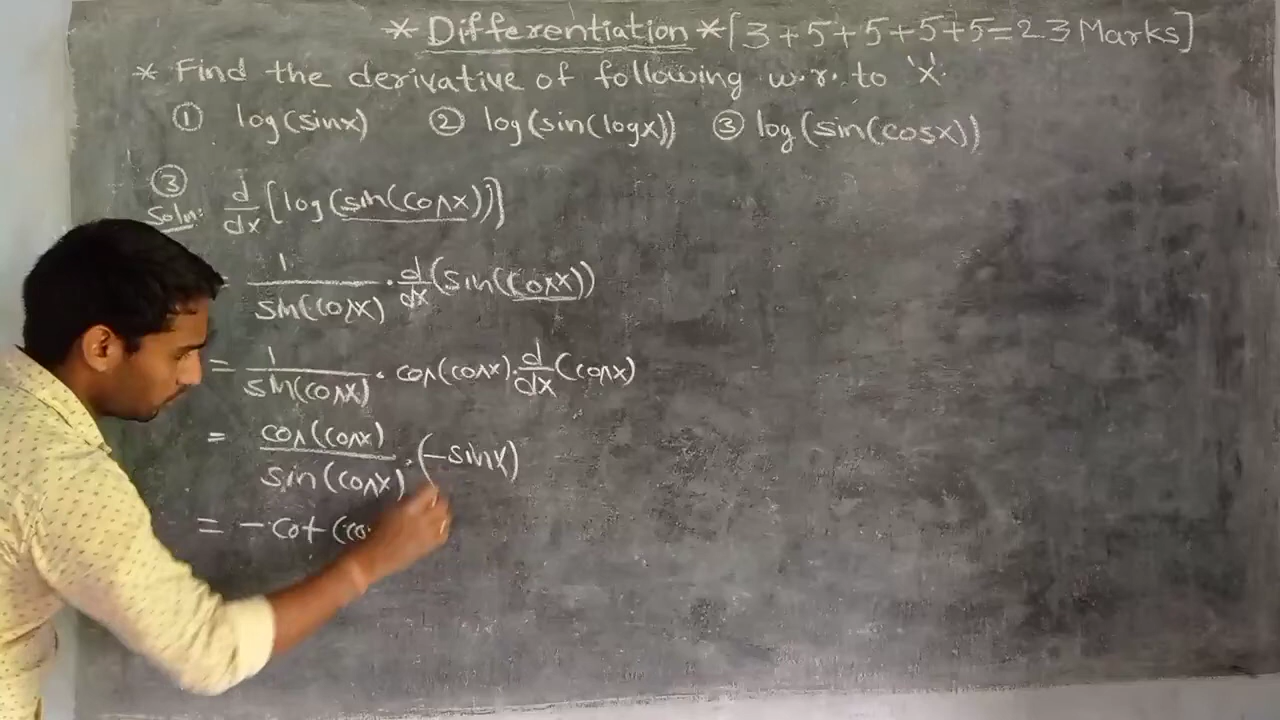 * Differentiation * [3+5+5+5+5=23 Marks]
* Find the derivative of following w.r. to 'x'.
① log(sinx) ② log(sin(logx)) ③ log(sin(cosx))
③
Soln: d/dx [log(sin(cosx))]
= 1/sin(cosx) · d/dx (sin(cosx))
= 1/sin(cosx) · cos(cosx) · d/dx (cosx)
= cos(cosx)/sin(cosx) · (-sinx)
= -cot (co